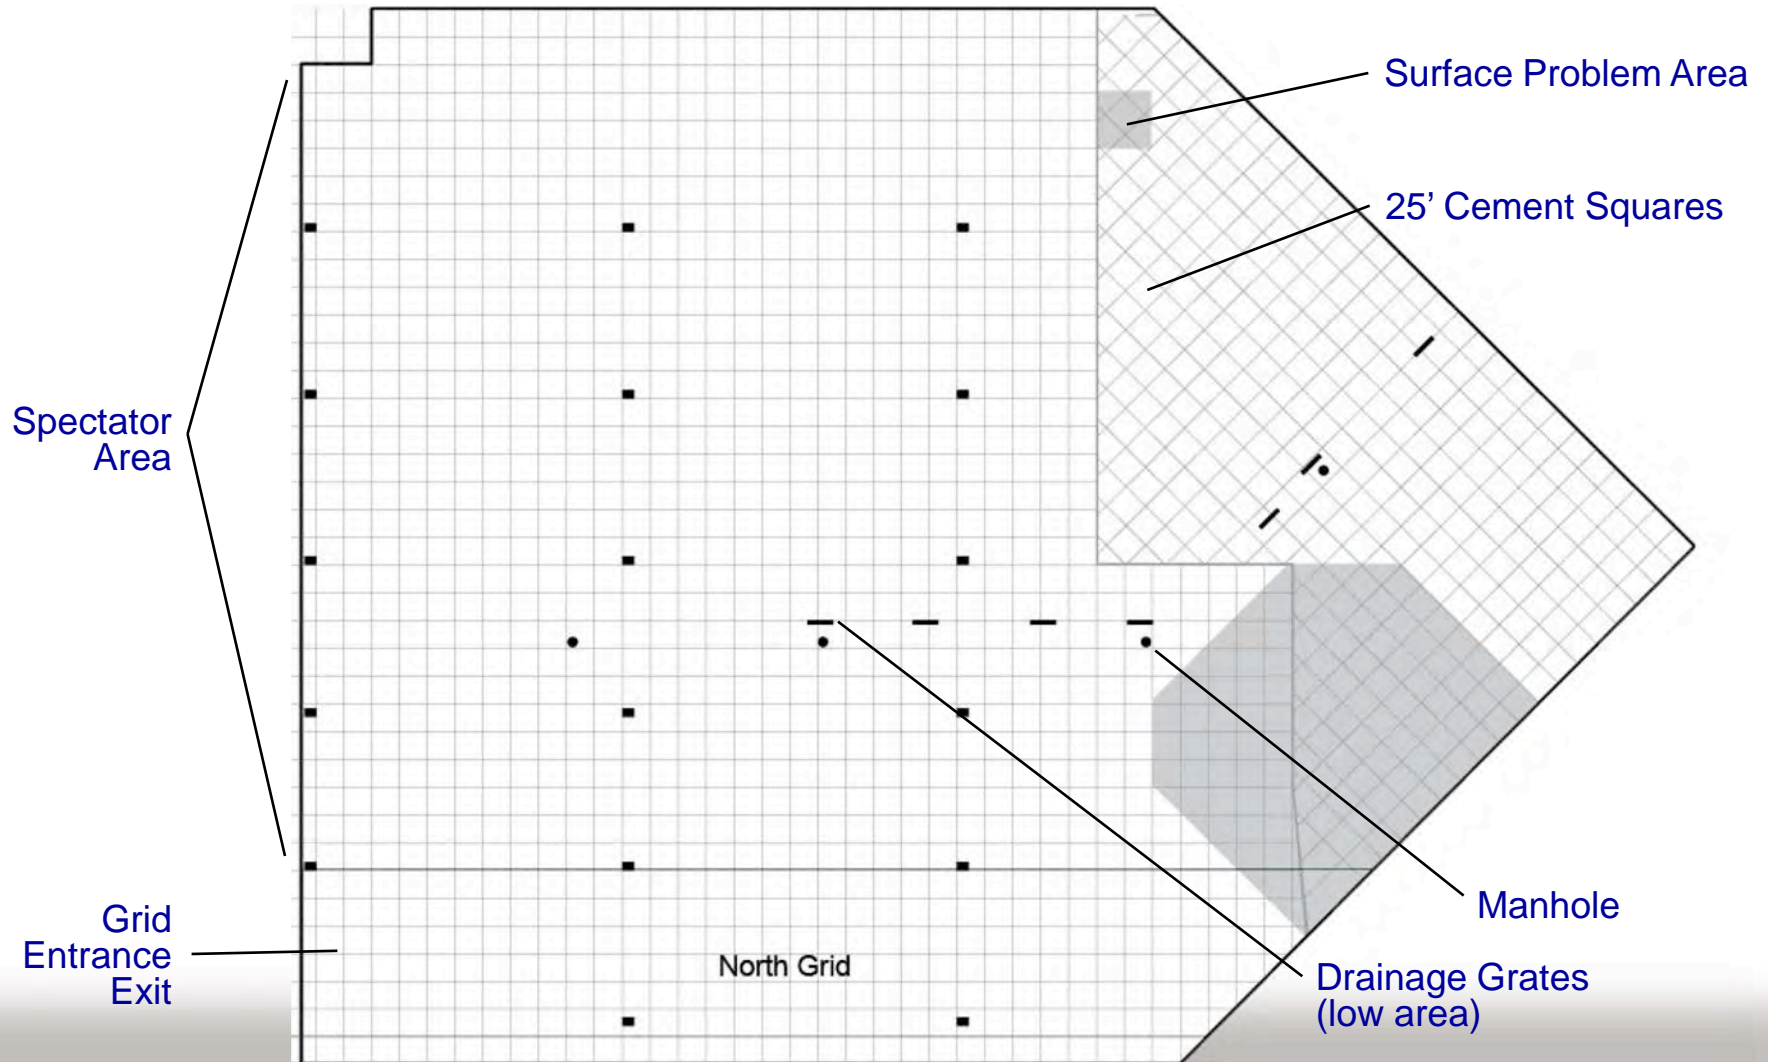 Surface Problem Area
25’ Cement Squares
Spectator
Area
Grid
Entrance
Exit
North Grid
Manhole
Drainage Grates
(low area)